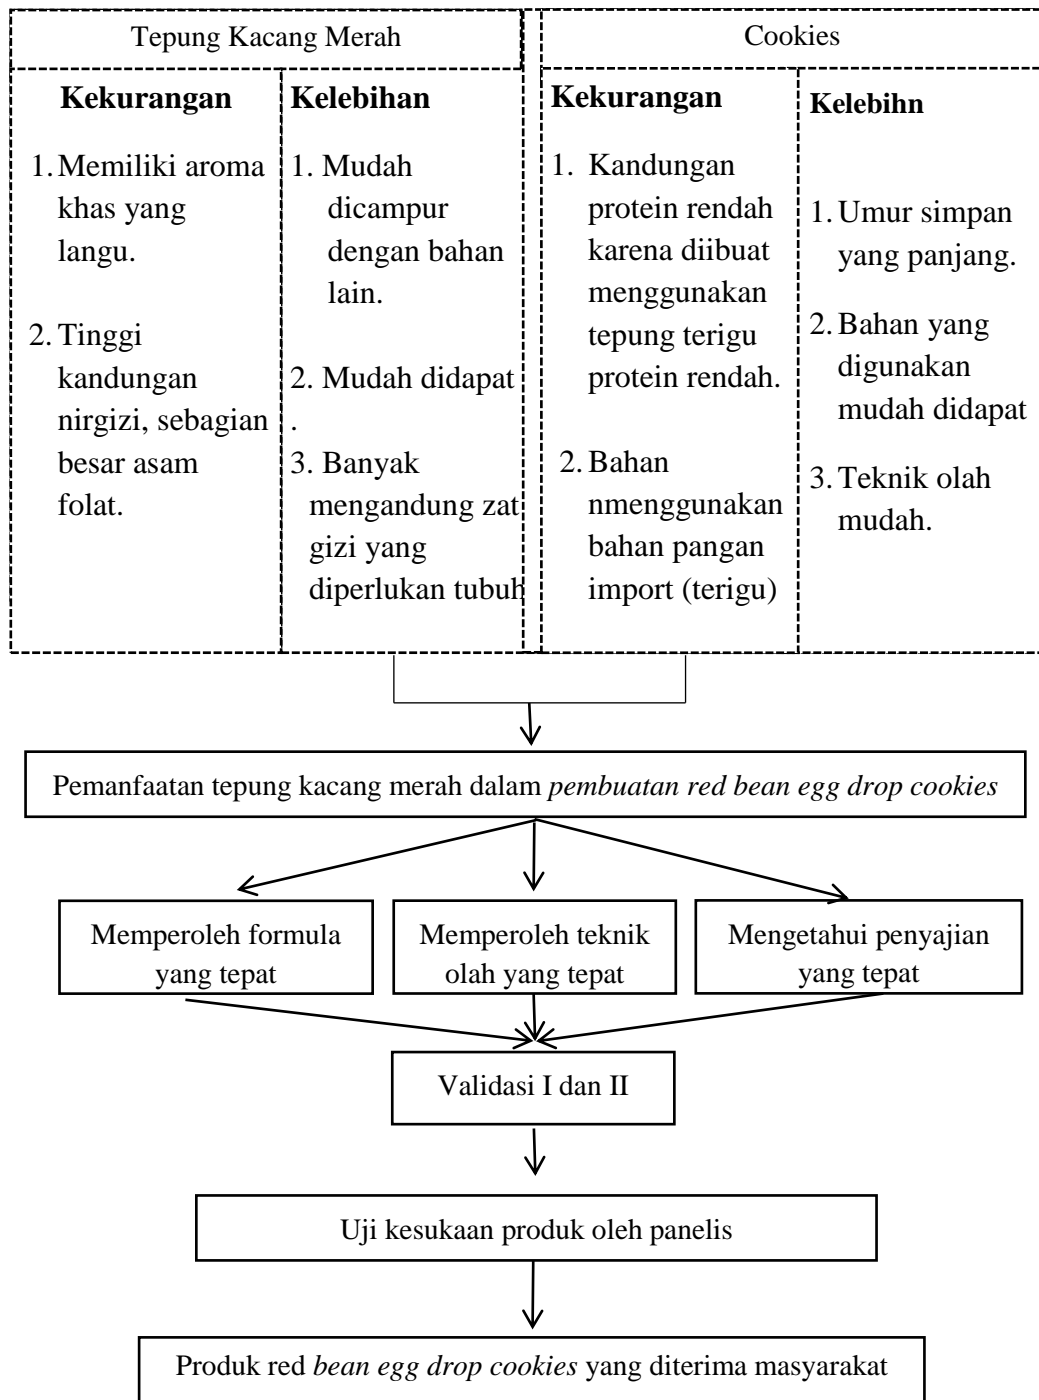 Tepung Kacang Merah
Cookies
Kekurangan
1. Memiliki aroma
khas yang
langu.
2. Tinggi
kandungan
nirgizi, sebagian
besar asam
folat.
Kelebihan
1. Mudah
dicampur
dengan bahan
lain.
2. Mudah didapat
.
3. Banyak
mengandung zat
gizi yang
diperlukan tubuh
Kekurangan
1. Kandungan
protein rendah
karena diibuat
menggunakan
tepung terigu
protein rendah.
2. Bahan
nmenggunakan
bahan pangan
import (terigu)
Kelebihn
1. Umur simpan
yang panjang.
2. Bahan yang
digunakan
mudah didapat
3. Teknik olah
mudah.
Pemanfaatan tepung kacang merah dalam pembuatan red bean egg drop cookies
Memperoleh formula
yang tepat
Memperoleh teknik
olah yang tepat
Mengetahui penyajian
yang tepat
Validasi I dan II
Uji kesukaan produk oleh panelis
Produk red bean egg drop cookies yang diterima masyarakat